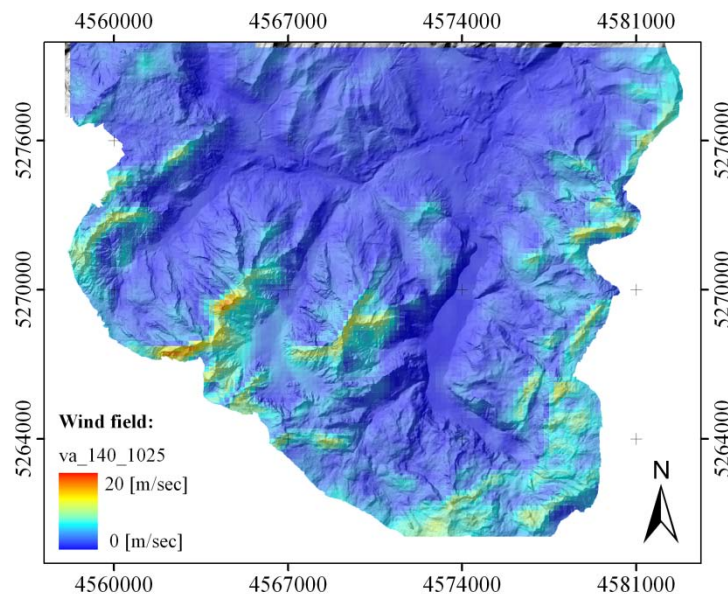 4560000 4567000 4574000 4581000
5276000 5276000
5270000 5270000
5264000 5264000
Wind field:
va_140_1025
20 [m/sec]
0 [m/sec]
N
4560000 4567000 4574000 4581000